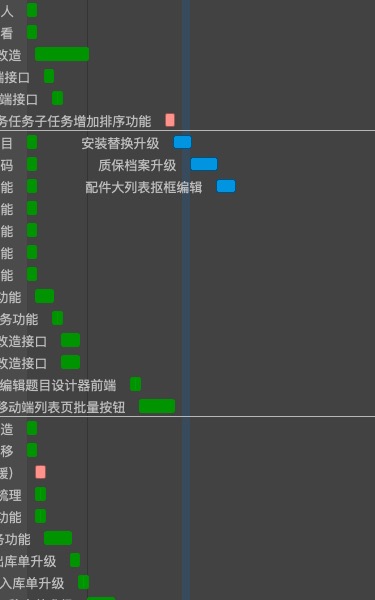 人
看
改造
端接口
端接口
务任务子任务增加排序功能
目 安装替换升级
码 质保档案升级
能 配件大列表抠框编辑
能
能
能
能
功能
务功能
改造接口
改造接口
编辑题目设计器前端
移动端列表页批量按钮
造
移
缓)
梳理
功能
务功能
出库单升级
入库单升级